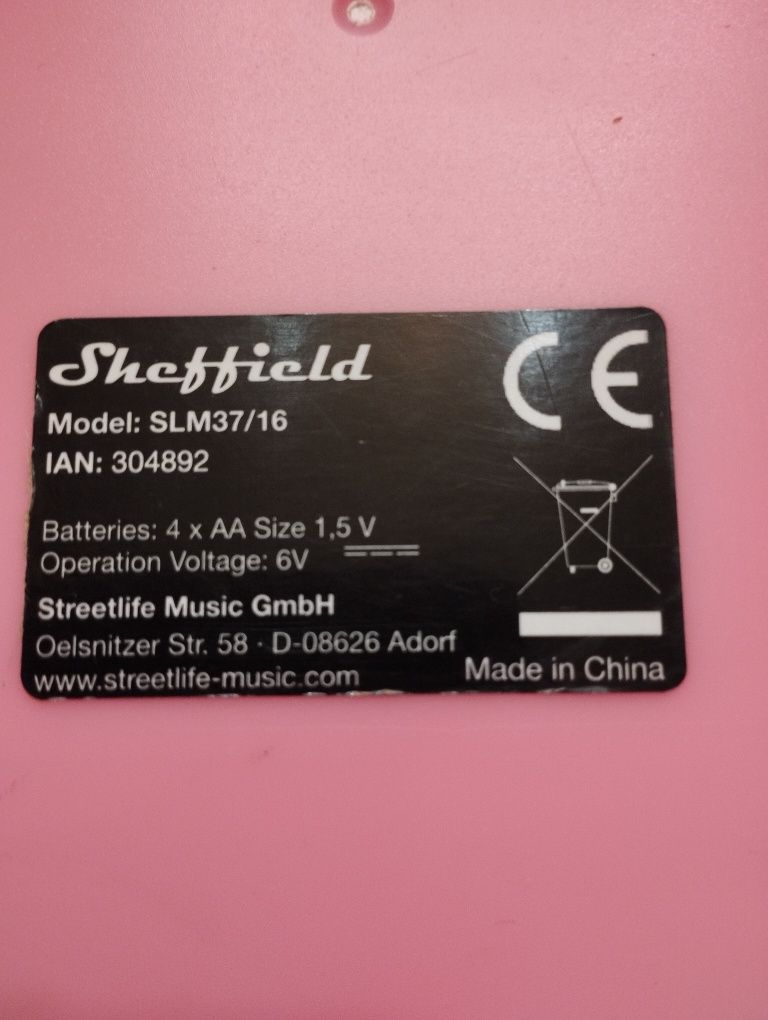 Sheffield
Model: SLM37/16
IAN: 304892
Batteries: 4 x AA Size 1,5 V
Operation Voltage: 6V
Streetlife Music GmbH
Oelsnitzer Str. 58 · D-08626 Adorf
www.streetlife-music.com
CE
Made in China